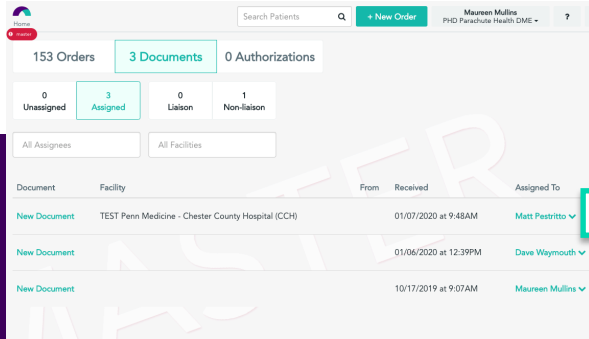 Home
master
Search Patients
+ New Order
Maureen Mullins
PHD Parachute Health DME
?
153 Orders
3 Documents
0 Authorizations
0
Unassigned
3
Assigned
0
Liaison
1
Non-liaison
All Assignees
All Facilities
Document Facility From Received Assigned To
New Document TEST Penn Medicine - Chester County Hospital (CCH) 01/07/2020 at 9:48AM Matt Pestritto
New Document 01/06/2020 at 12:39PM Dave Waymouth
New Document 10/17/2019 at 9:07AM Maureen Mullins
MASTER